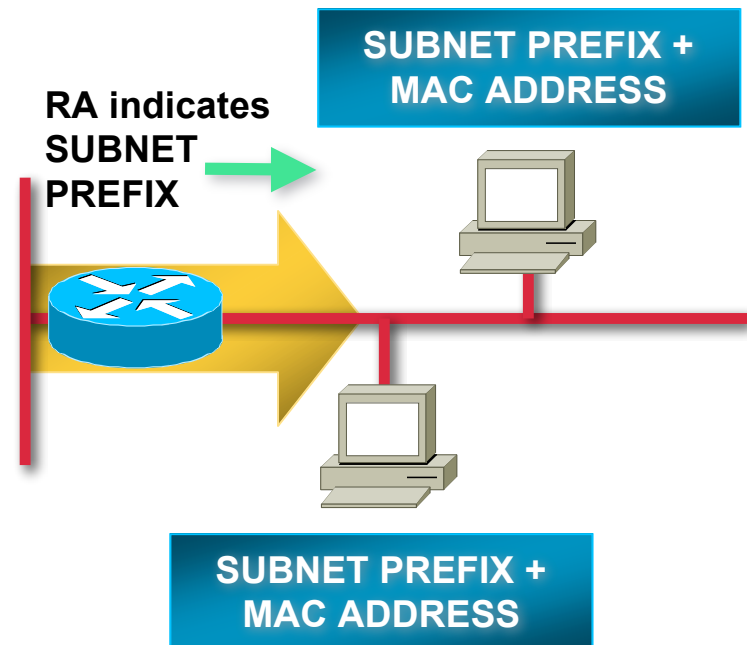 SUBNET PREFIX +
MAC ADDRESS
RA indicates
SUBNET
PREFIX
SUBNET PREFIX +
MAC ADDRESS